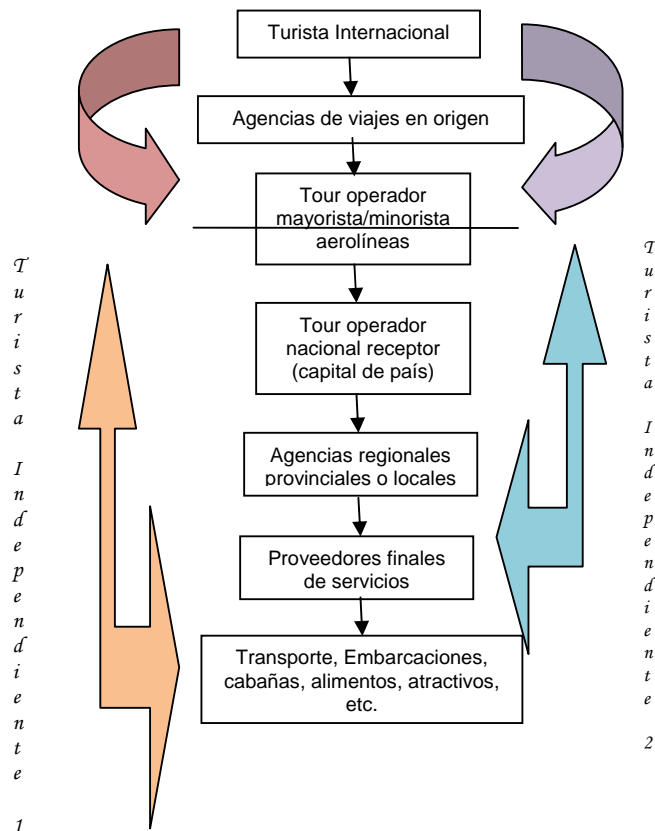 Turista Internacional
Agencias de viajes en origen
Tour operador
mayorista/minorista
aerolíneas
Tour operador
nacional receptor
(capital de país)
Agencias regionales
provinciales o locales
Proveedores finales
de servicios
Transporte, Embarcaciones,
cabañas, alimentos, atractivos,
etc.
Turista Independiente 1
Turista Independiente 2